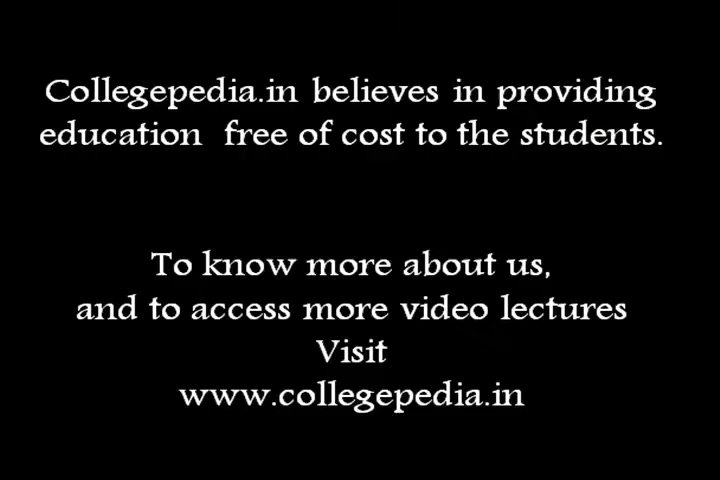 Collegepedia.in believes in providing
education free of cost to the students.
To know more about us,
and to access more video lectures
Visit
www.collegepedia.in